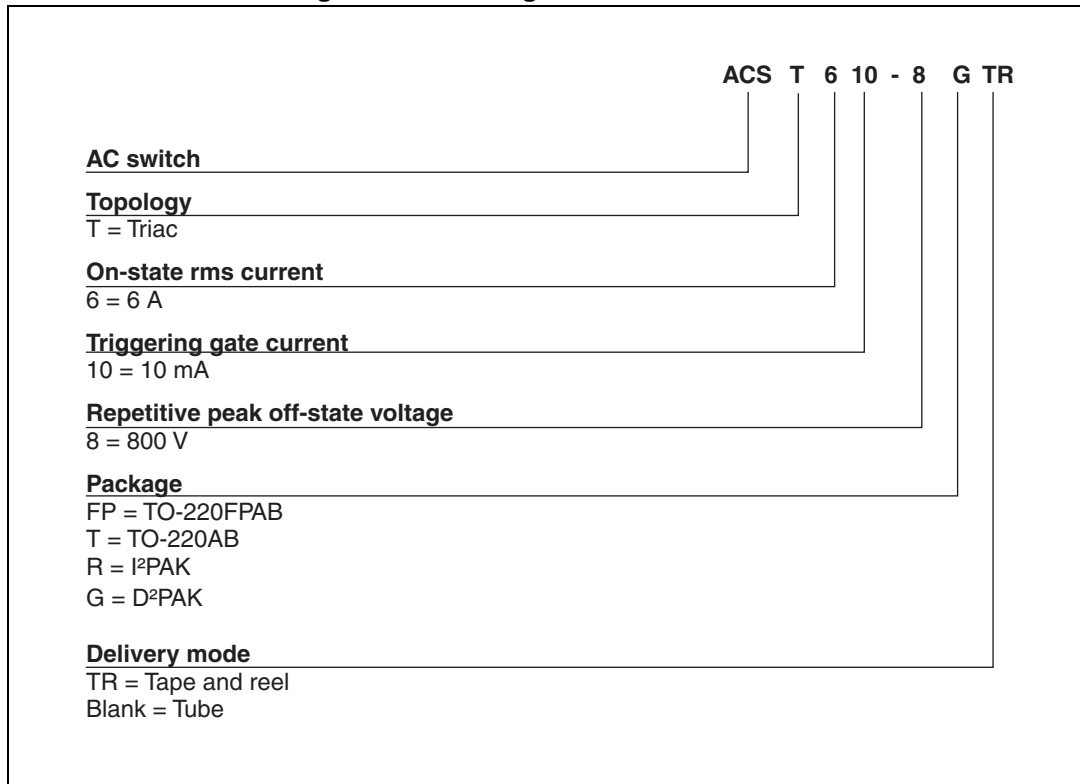 ACS T 6 10 - 8 G TR
AC switch
Topology
T = Triac
On-state rms current
6 = 6 A
Triggering gate current
10 = 10 mA
Repetitive peak off-state voltage
8 = 800 V
Package
FP = TO-220FPAB
T = TO-220AB
R = I²PAK
G = D²PAK
Delivery mode
TR = Tape and reel
Blank = Tube